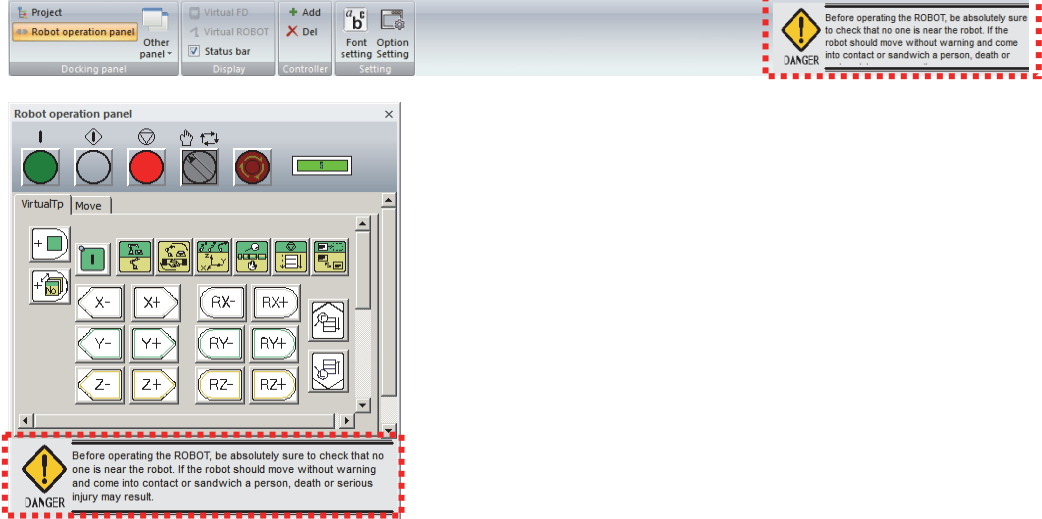 Project
Robot operation panel
Other
panel
Docking panel
Virtual FD
Virtual ROBOT
Status bar
Display
Add
Del
Controller
Font
setting
Option
Setting
Setting
Before operating the ROBOT, be absolutely sure
to check that no one is near the robot. If the
robot should move without warning and come
into contact or sandwich a person, death or
DANGER
Robot operation panel
VirtualTp
Move
X-
X+
RX-
RX+
Y-
Y+
RY-
RY+
Z-
Z+
RZ-
RZ+
Before operating the ROBOT, be absolutely sure to check that no
one is near the robot. If the robot should move without warning
and come into contact or sandwich a person, death or serious
injury may result.
DANGER